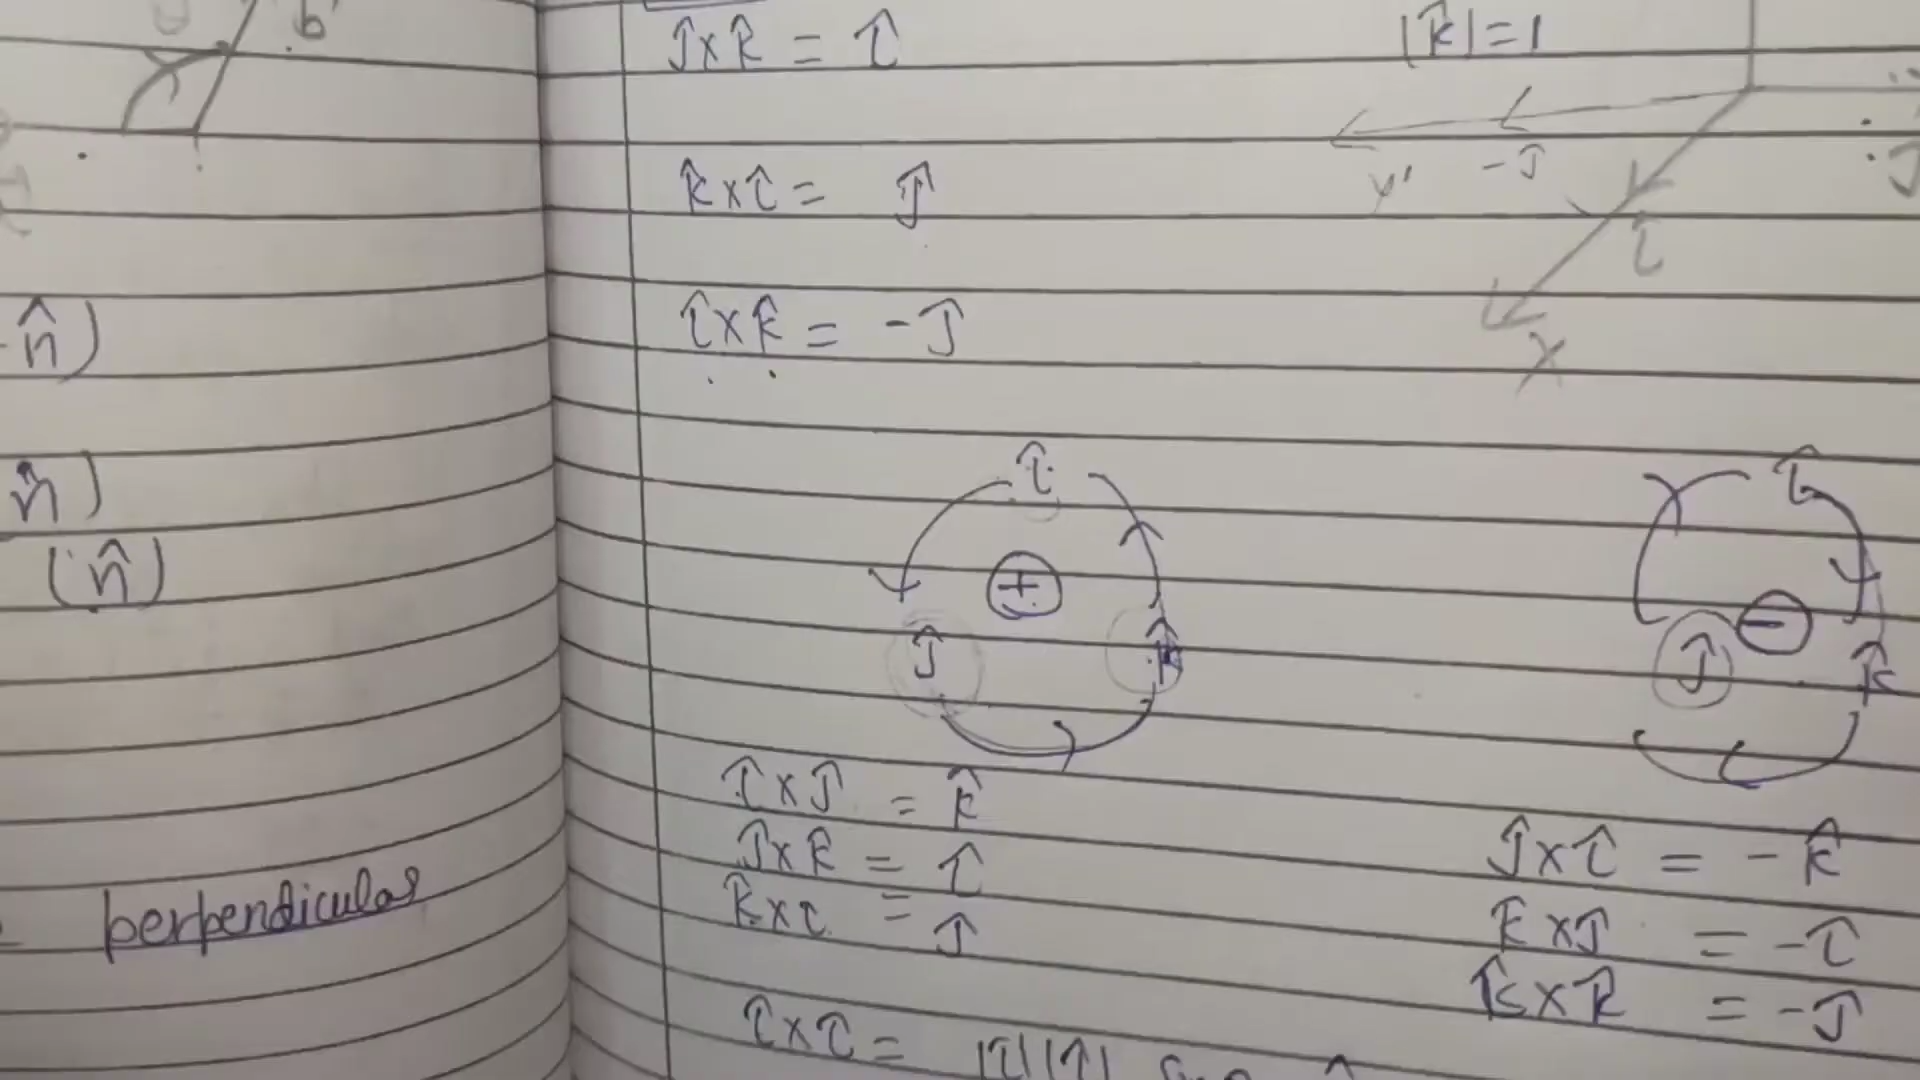 b'
ĵ×k̂ = î
|k̂|=1
k̂×î = ĵ
y' -ĵ
î
î×k̂ = -ĵ
X
n̂)
n̂)
(n̂)
î
+
ĵ k̂
î
-
ĵ k̂
î×ĵ = k̂
ĵ×k̂ = î
k̂×î = ĵ
ĵ×î = -k̂
k̂×ĵ = -î
k̂×k̂ = -ĵ
perpendicular
î×î = |î||î|